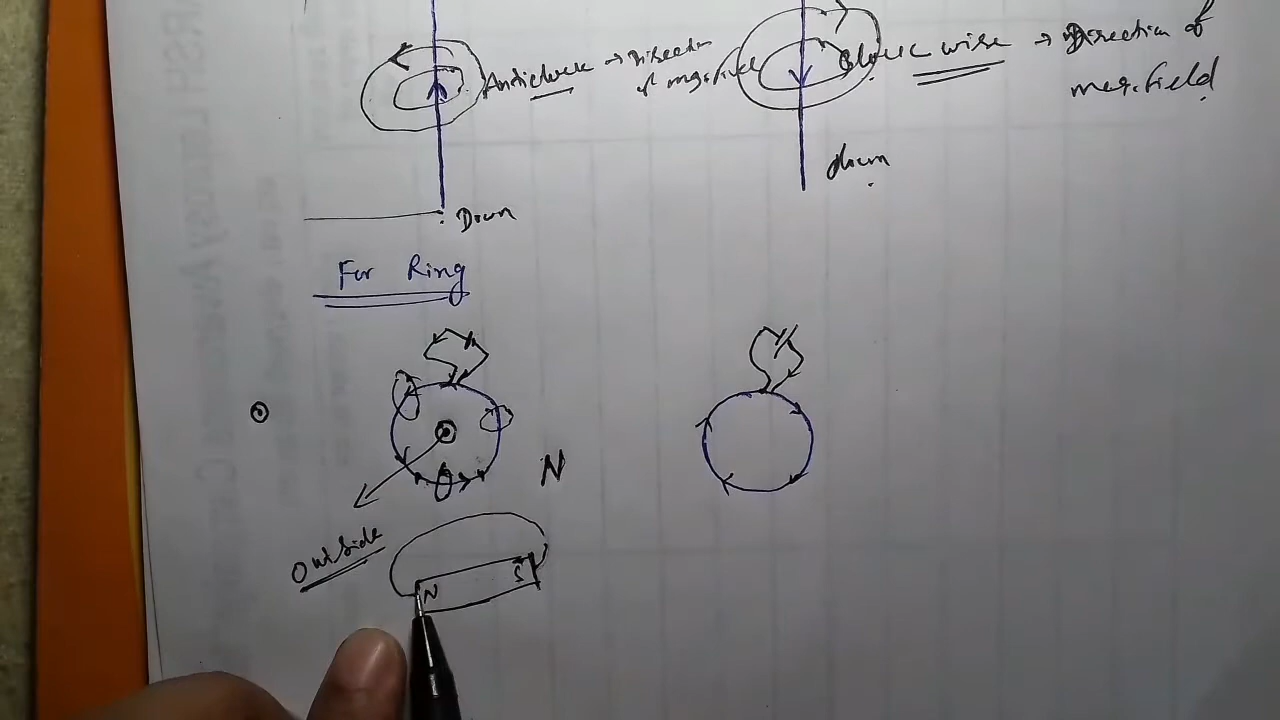 Anticlock → Direction
of mag.field
Clock wise → Direction of
mag.field
Down
down
For Ring
N
Outside
N S